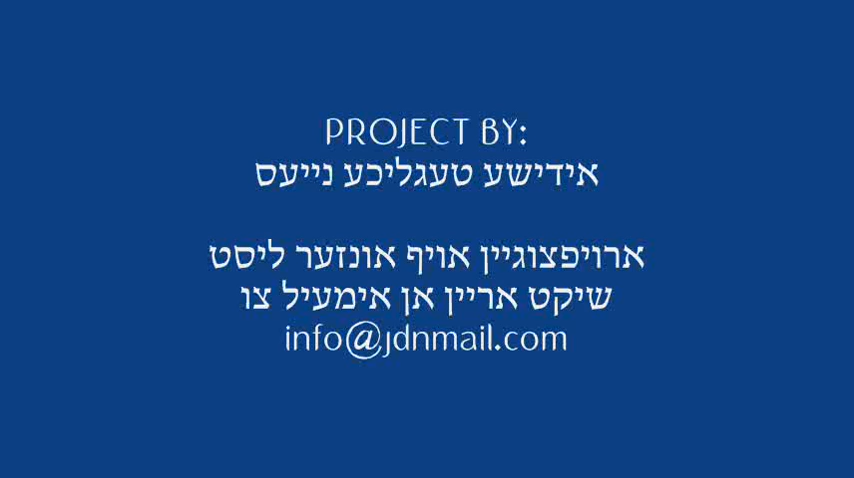 PROJECT BY:
אידישע טעגליכע נייעס
ארויפצוגיין אויף אונזער ליסט
שיקט אריין אן אימעיל צו
info@jdnmail.com